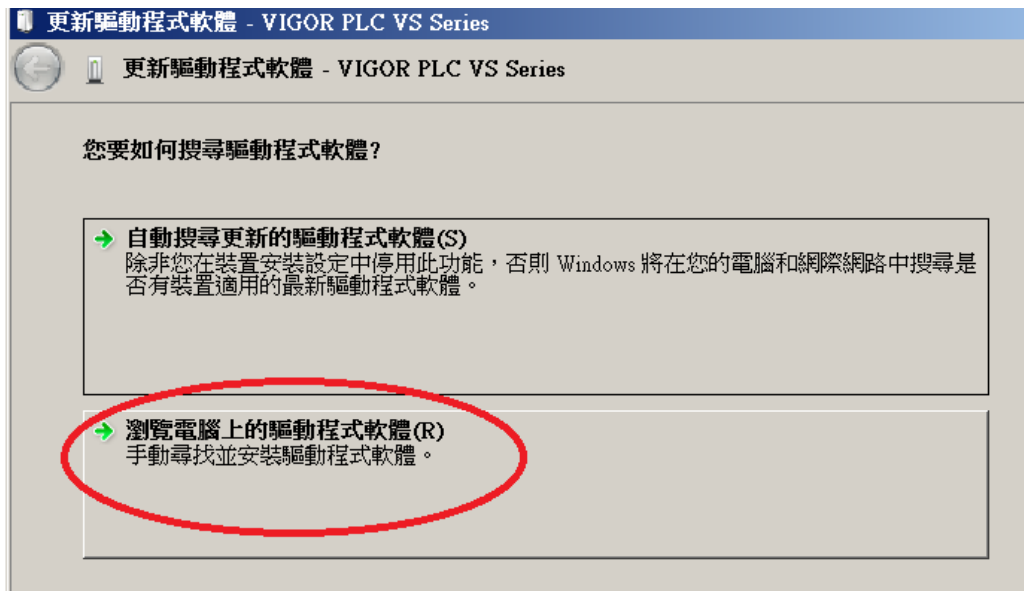 更新驅動程式軟體 - VIGOR PLC VS Series
更新驅動程式軟體 - VIGOR PLC VS Series
您要如何搜尋驅動程式軟體?
自動搜尋更新的驅動程式軟體(S)
除非您在裝置安裝設定中停用此功能，否則 Windows 將在您的電腦和網際網路中搜尋是
否有裝置適用的最新驅動程式軟體。
瀏覽電腦上的驅動程式軟體(R)
手動尋找並安裝驅動程式軟體。